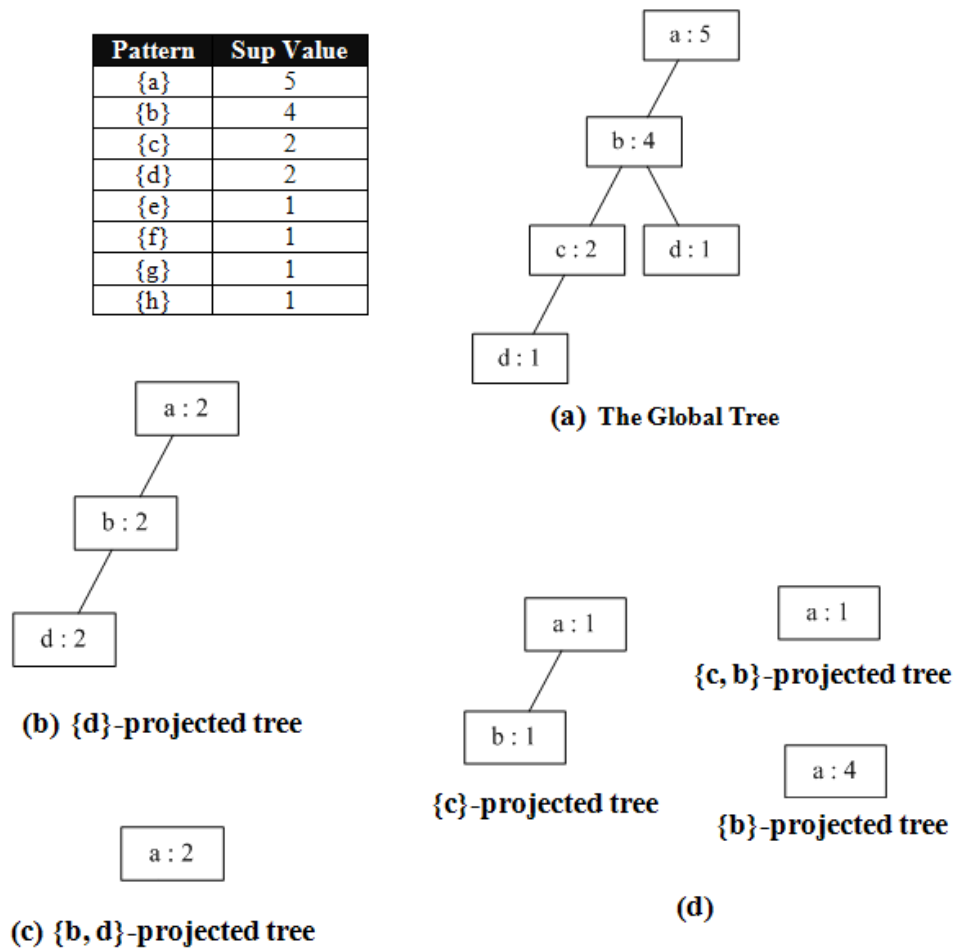 Pattern Sup Value
{a} 5
{b} 4
{c} 2
{d} 2
{e} 1
{f} 1
{g} 1
{h} 1
a : 5
b : 4
c : 2 d : 1
d : 1
(a) The Global Tree
a : 2
b : 2
d : 2
(b) {d}-projected tree
a : 2
(c) {b, d}-projected tree
a : 1
b : 1
{c}-projected tree
a : 1
{c, b}-projected tree
a : 4
{b}-projected tree
(d)